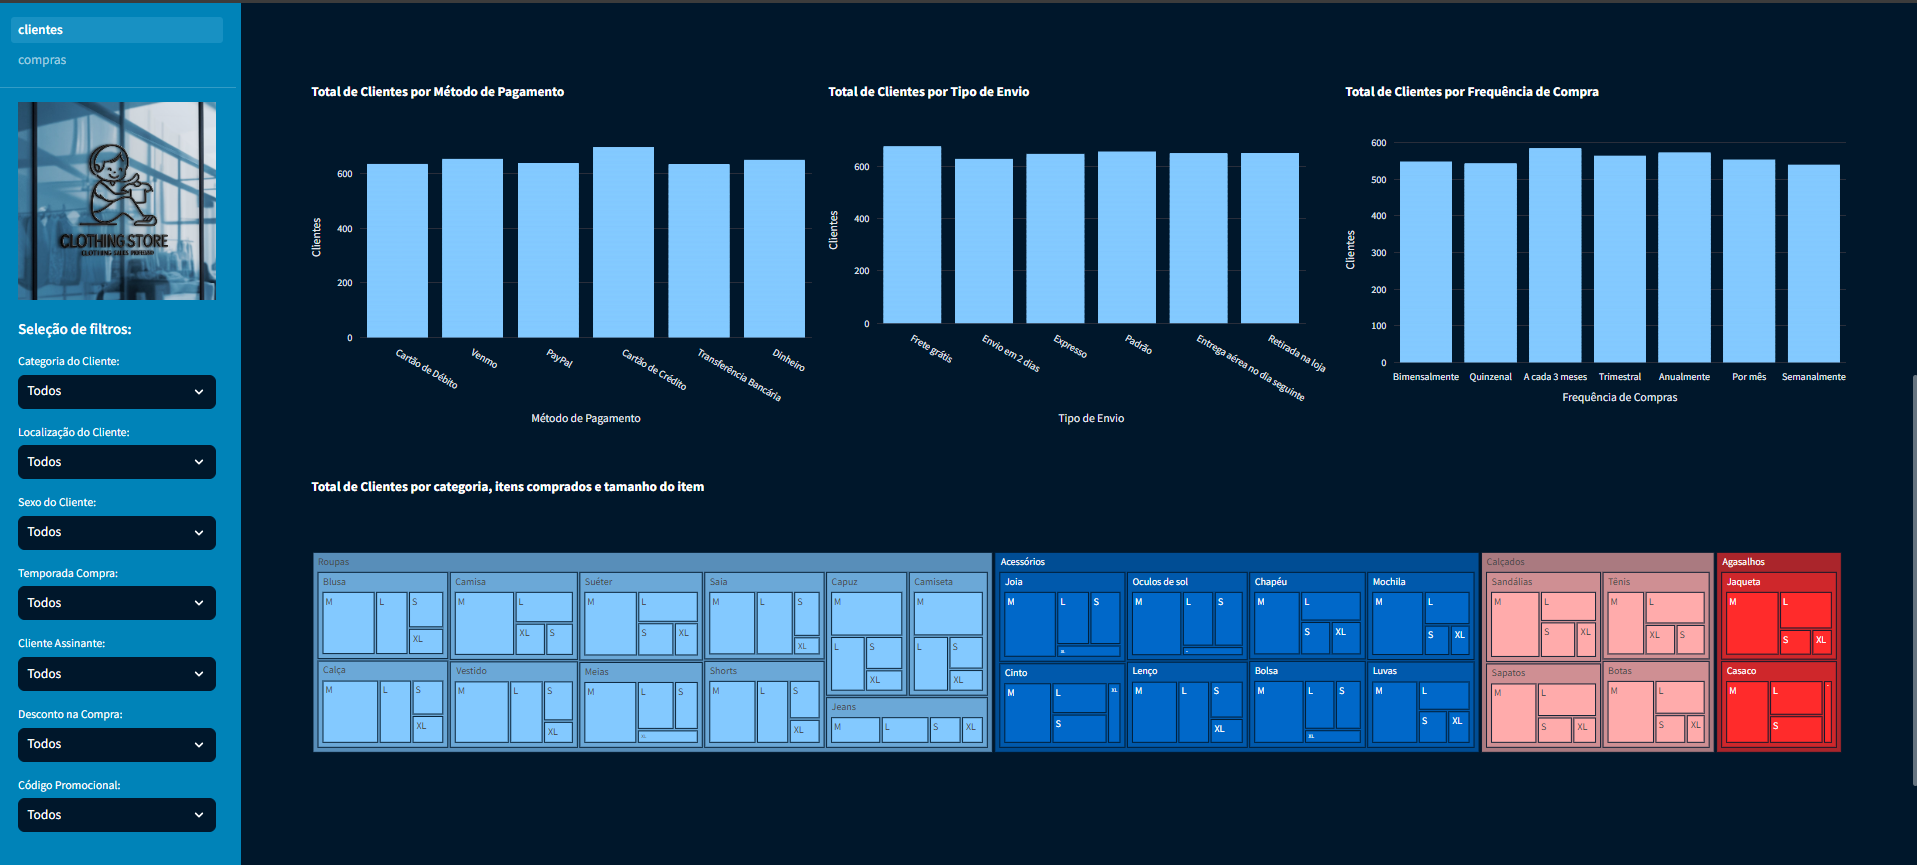 clientes
compras
CLOTHING STORE
Seleção de filtros:
Categoria do Cliente:
Todos
Localização do Cliente:
Todos
Sexo do Cliente:
Todos
Temporada Compra:
Todos
Cliente Assinante:
Todos
Desconto na Compra:
Todos
Código Promocional:
Todos
Total de Clientes por Método de Pagamento
Clientes
600
400
200
0
Cartão de Débito
Venmo
PayPal
Cartão de Crédito
Transferência Bancária
Dinheiro
Método de Pagamento
Total de Clientes por Tipo de Envio
Clientes
600
400
200
0
Frete grátis
Envio em 2 dias
Expresso
Padrão
Entrega aérea no dia seguinte
Retirada na loja
Tipo de Envio
Total de Clientes por Frequência de Compra
Clientes
600
500
400
300
200
100
0
Bimensalmente
Quinzenal
A cada 3 meses
Trimestral
Anualmente
Por mês
Semanalmente
Frequência de Compras
Total de Clientes por categoria, itens comprados e tamanho do item
Roupas
Blusa
M L S
XL
Camisa
M L
XL S
Suéter
M L
S XL
Saia
M L S
XL
Capuz
M
L S
XL
Camiseta
M
L S
XL
Calça
M L S
XL
Vestido
M L S
XL
Meias
M L S
XL
Shorts
M L S
XL
Jeans
M L S XL
Acessórios
Joia
M L S
XL
Oculos de sol
M L S
Chapéu
M L
S XL
Mochila
M L
S XL
Cinto
M L XL
S
Lenço
M L S
XL
Bolsa
M L S
XL
Luvas
M L
S XL
Calçados
Sandálias
M L
S XL
Tênis
M L
XL S
Sapatos
M L
S XL
Botas
M L
S XL
Agasalhos
Jaqueta
M L
S XL
Casaco
M L
S